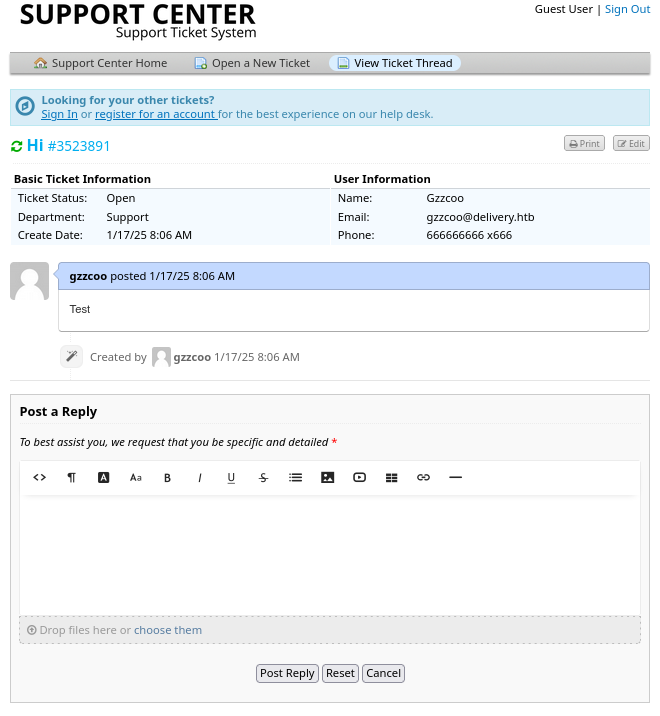 SUPPORT CENTER
Support Ticket System
Guest User | Sign Out
Support Center Home Open a New Ticket View Ticket Thread
Looking for your other tickets?
Sign In or register for an account for the best experience on our help desk.
Hi #3523891
Print Edit
Basic Ticket Information User Information
Ticket Status: Open Name: Gzzcoo
Department: Support Email: gzzcoo@delivery.htb
Create Date: 1/17/25 8:06 AM Phone: 666666666 x666
gzzcoo posted 1/17/25 8:06 AM
Test
Created by gzzcoo 1/17/25 8:06 AM
Post a Reply
To best assist you, we request that you be specific and detailed *
<> ¶ A Aa B I U S
Drop files here or choose them
Post Reply Reset Cancel